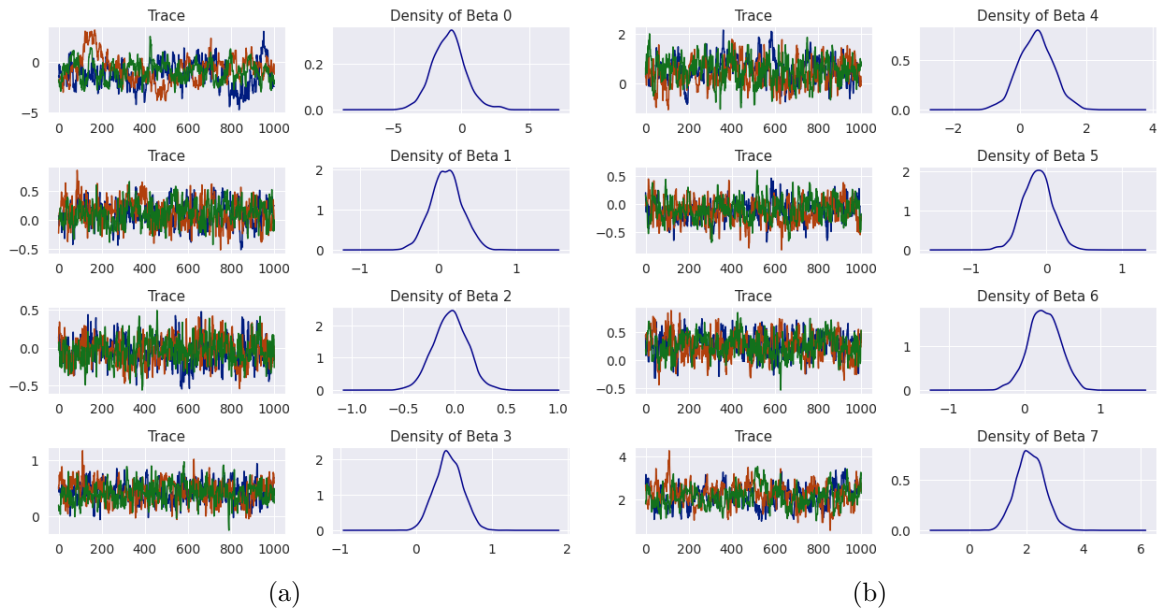 Trace
Density of Beta 0
0
−5
0.2
0.0
0 200 400 600 800 1000
−5 0 5
Trace
Density of Beta 1
0.5
0.0
−0.5
2
1
0
0 200 400 600 800 1000
−1 0 1
Trace
Density of Beta 2
0.5
0.0
−0.5
2
1
0
0 200 400 600 800 1000
−1.0 −0.5 0.0 0.5 1.0
Trace
Density of Beta 3
1
0
2
1
0
0 200 400 600 800 1000
−1 0 1 2
(a)
Trace
Density of Beta 4
2
0
0.5
0.0
0 200 400 600 800 1000
−2 0 2 4
Trace
Density of Beta 5
0.5
0.0
−0.5
2
1
0
0 200 400 600 800 1000
−1 0 1
Trace
Density of Beta 6
0.5
0.0
−0.5
1
0
0 200 400 600 800 1000
−1 0 1
Trace
Density of Beta 7
4
2
0.5
0.0
0 200 400 600 800 1000
0 2 4 6
(b)